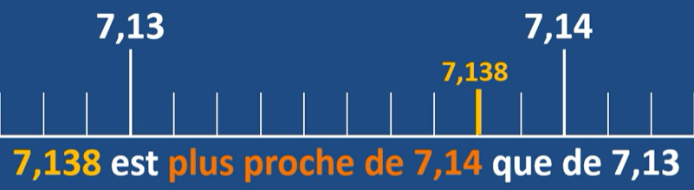 7,13 7,14
7,138
7,138 est plus proche de 7,14 que de 7,13